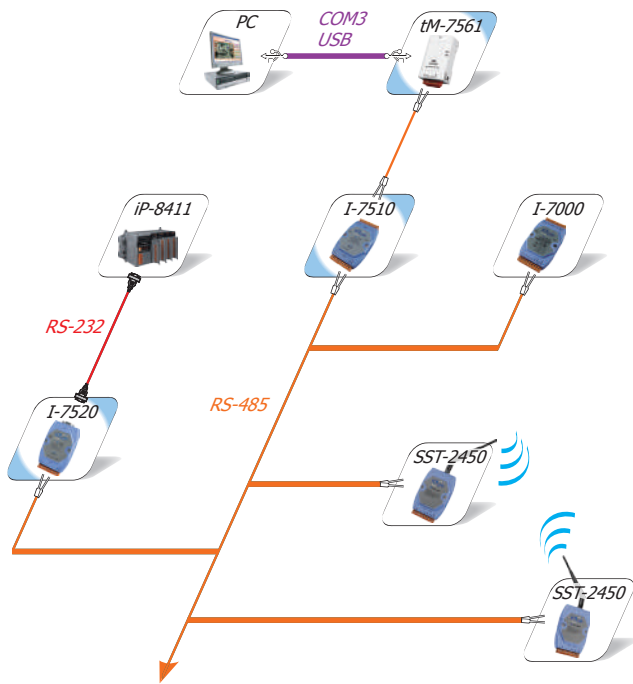 PC
COM3
USB
tM-7561
iP-8411
I-7510
I-7000
RS-232
RS-485
I-7520
SST-2450
SST-2450